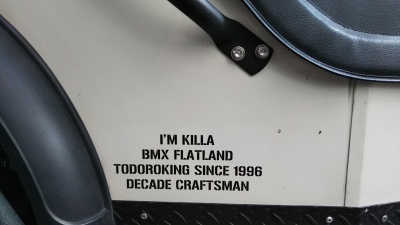 I'M KILLA
BMX FLATLAND
TODOROKING SINCE 1996
DECADE CRAFTSMAN